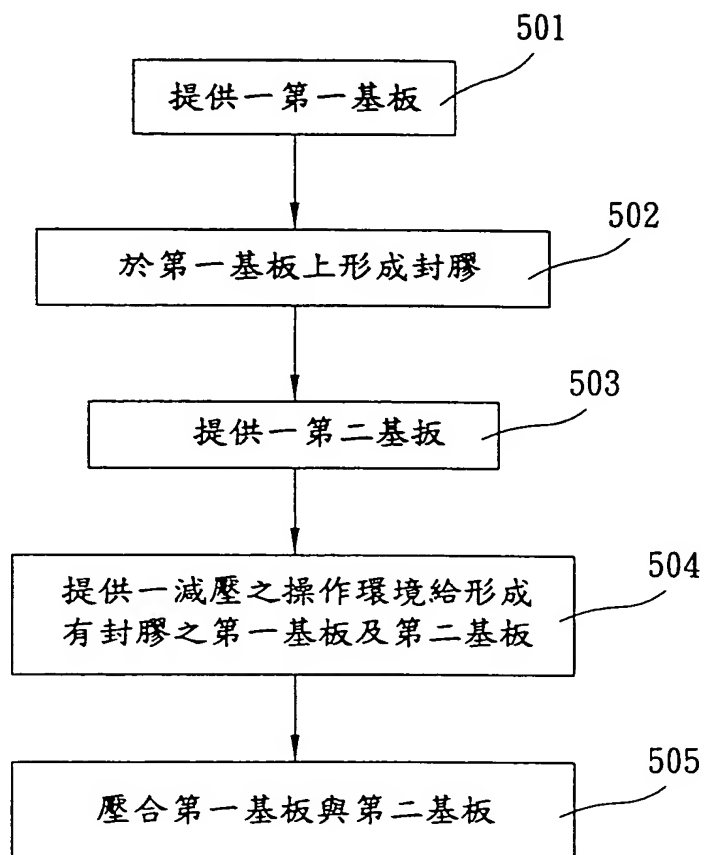 501
提供一第一基板
502
於第一基板上形成封膠
503
提供一第二基扳
504
提供一減壓之操作環境給形成
有封膠之第一基板及第二基板
505
壓合第一基板與第二基板